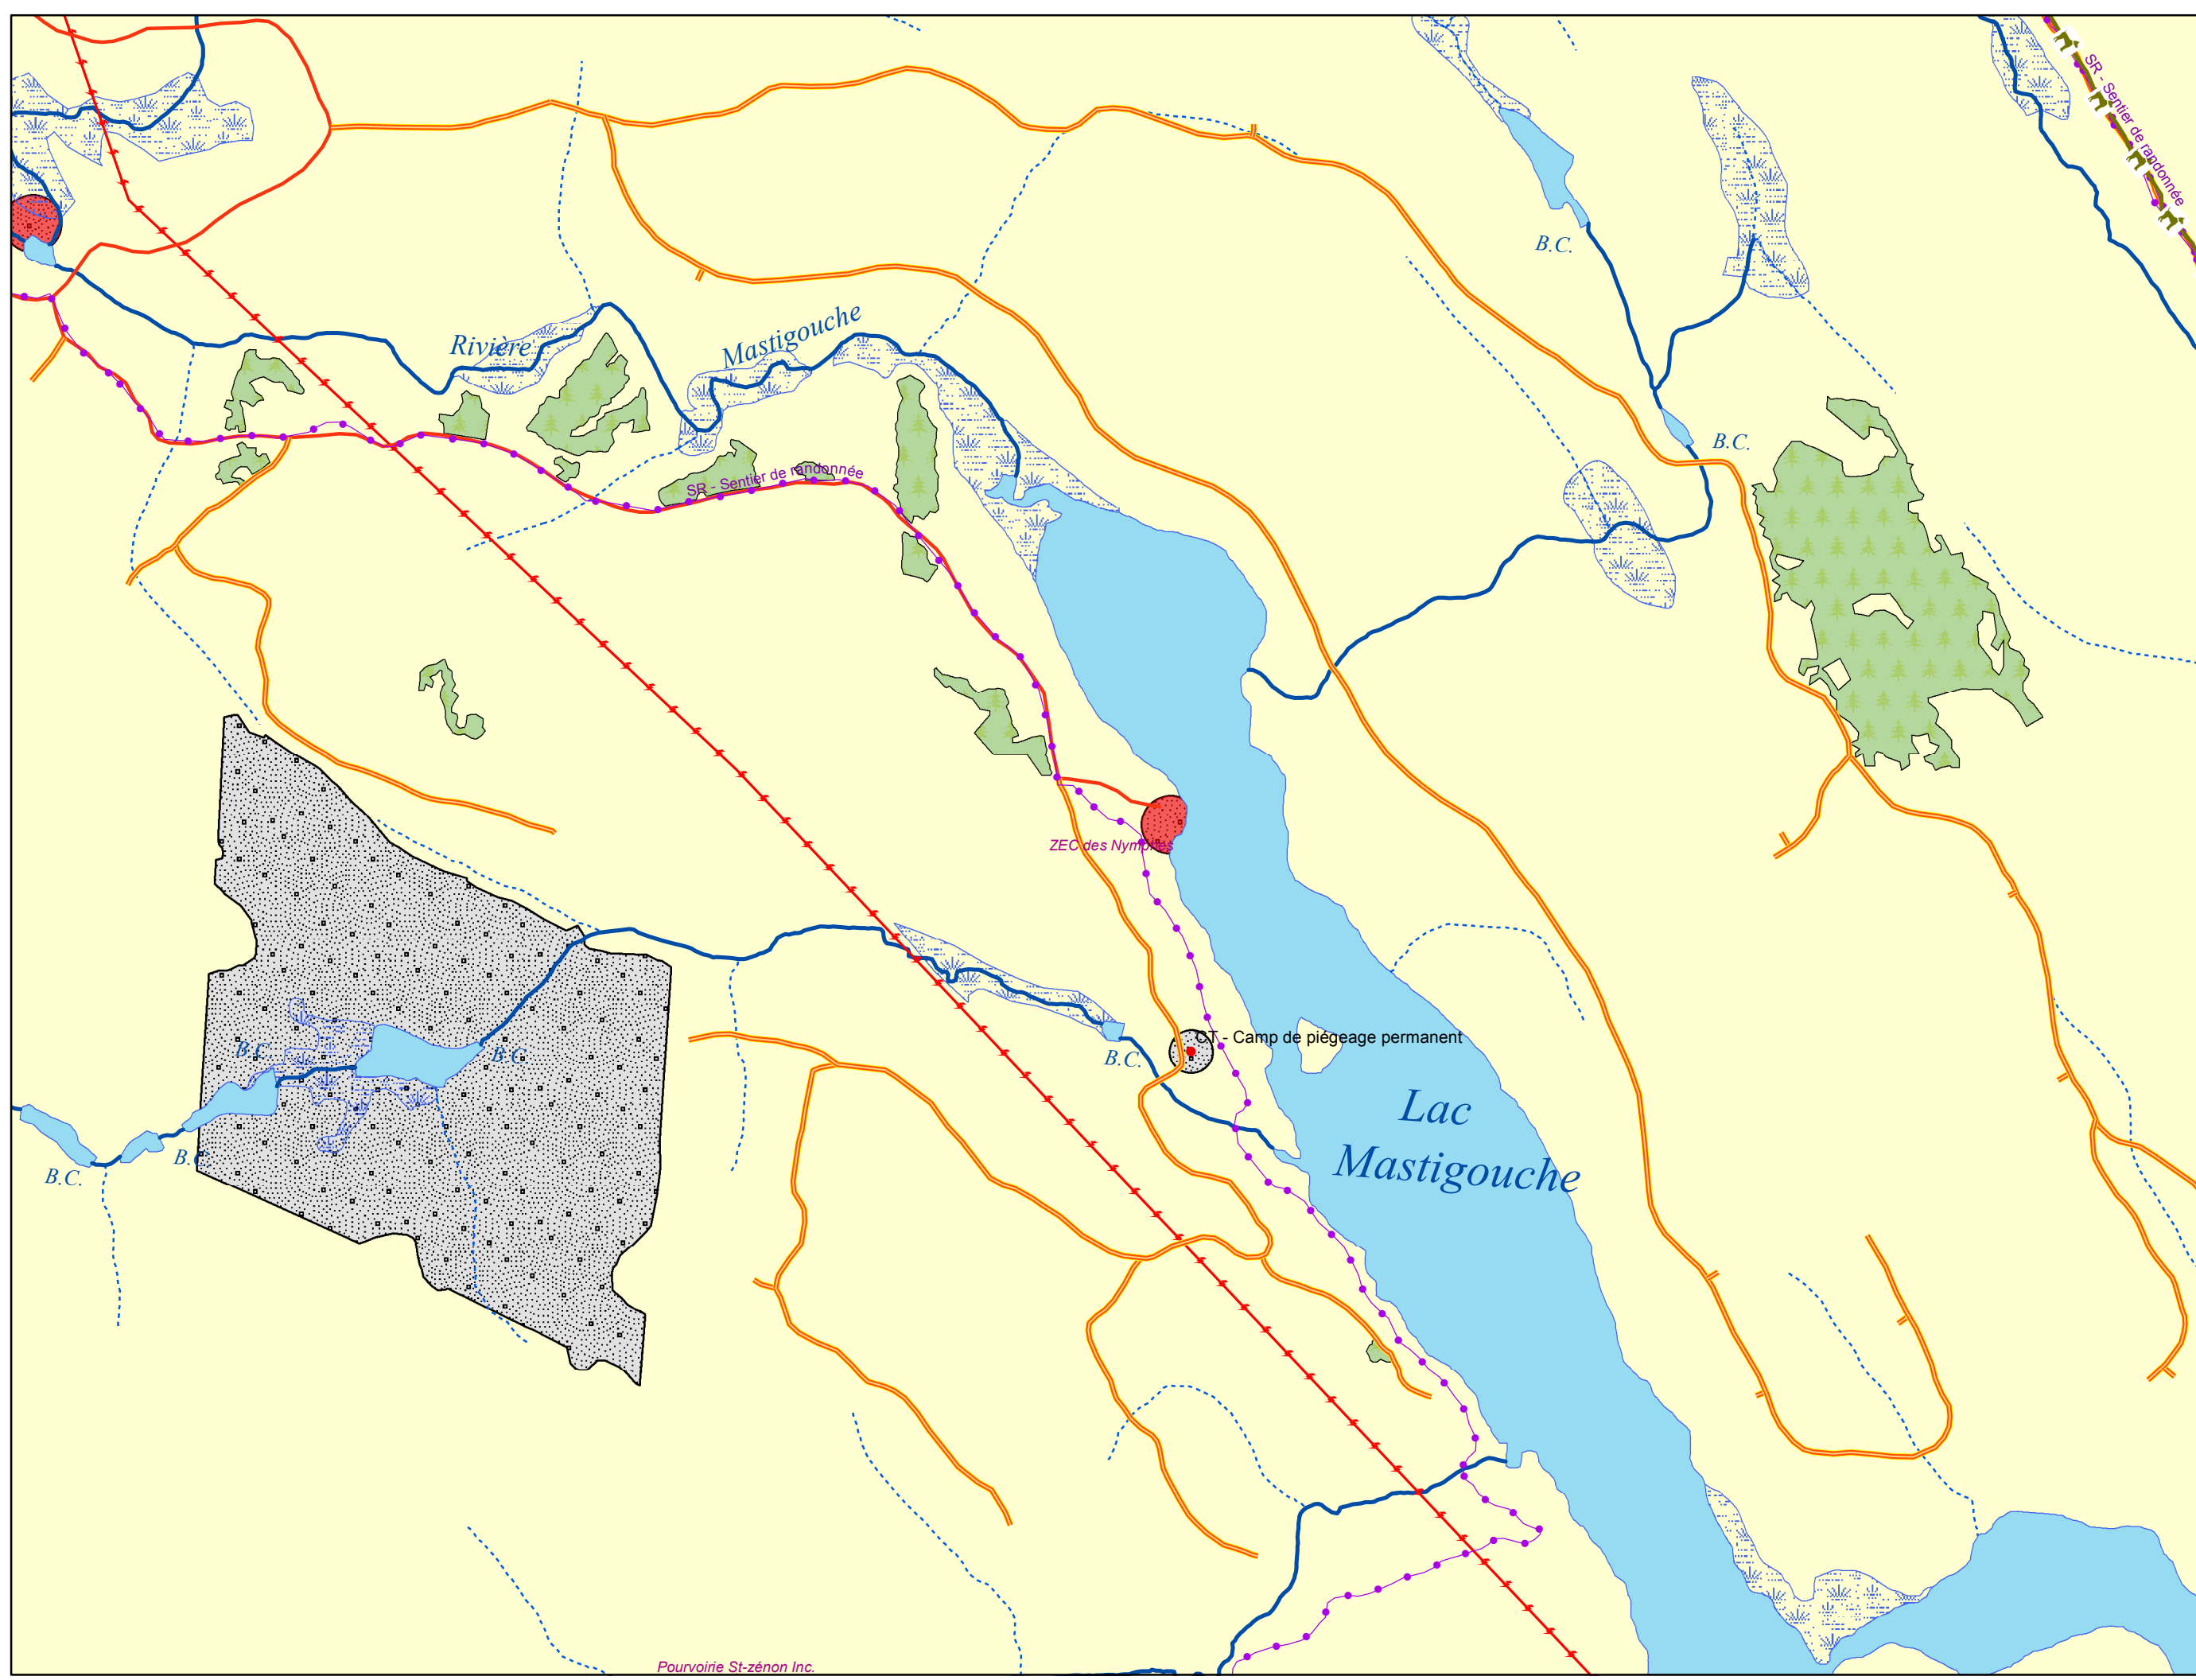 SR - Sentier de randonnée
B.C.
Rivière
Mastigouche
B.C.
SR - Sentier de randonnée
ZEC des Nymphes
CT - Camp de piégeage permanent
B.C.
B.C.
B.C.
Lac
Mastigouche
B.C.
B.C.
Pourvoirie St-zénon Inc.